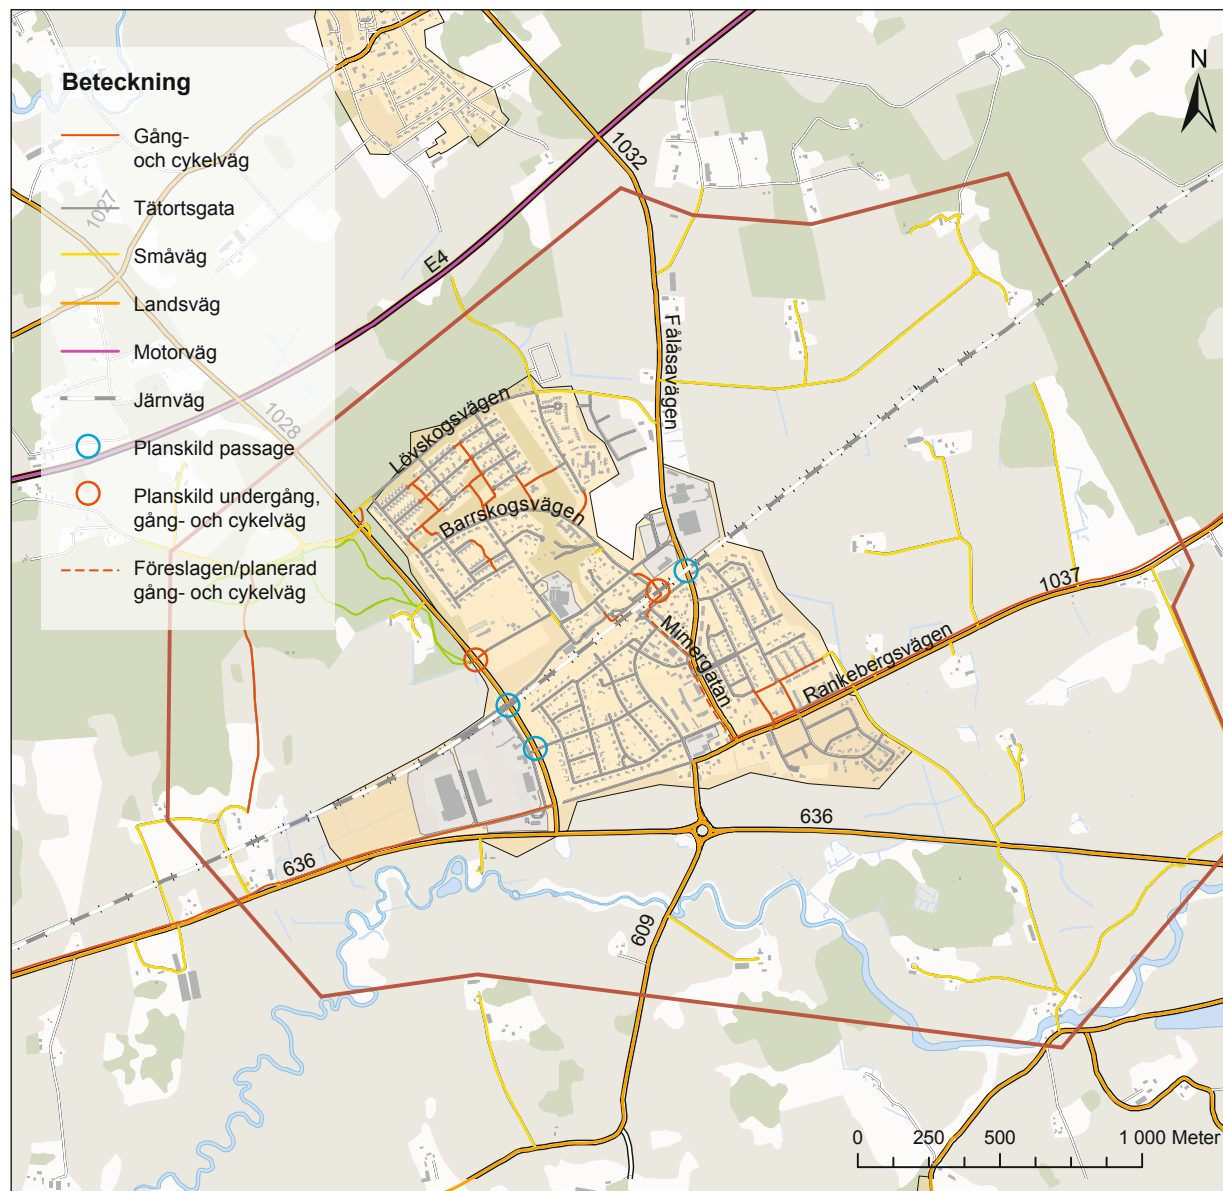 Beteckning
Gång-
och cykelväg
Tätortsgata
Småväg
Landsväg
Motorväg
Järnväg
Planskild passage
Planskild undergång,
gång- och cykelväg
Föreslagen/planerad
gång- och cykelväg
N
1032
1027
E4
1028
Fålåsavägen
Lövskogsvägen
Barrskogsvägen
Mimergatan
1037
Rankebergsvägen
636
636
609
0 250 500 1 000 Meter